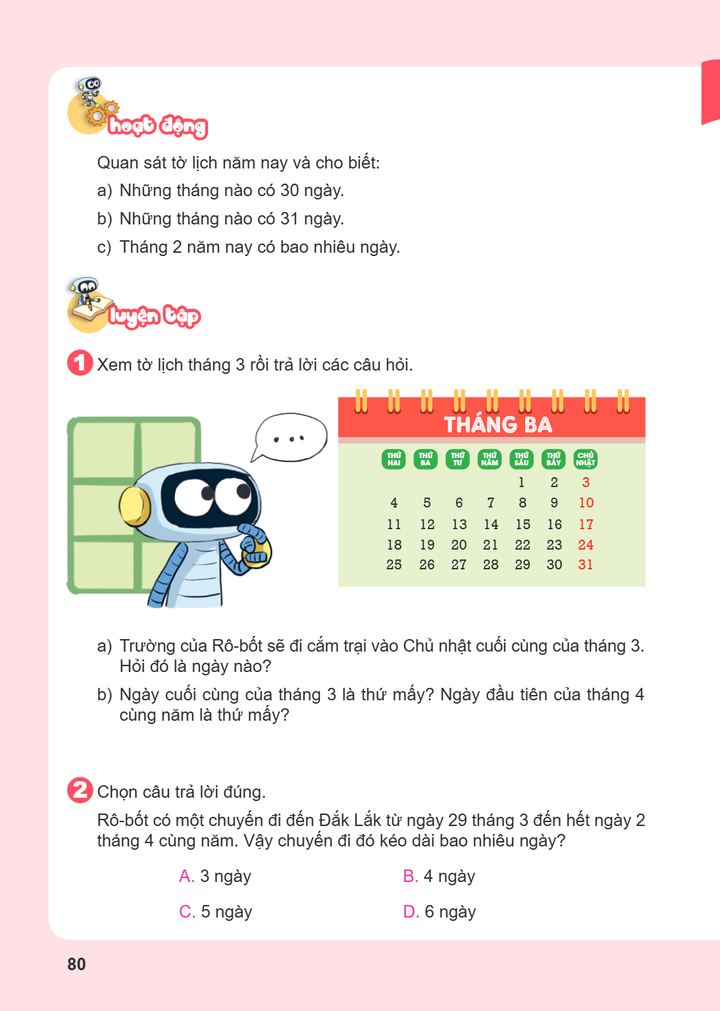 hoạt động
Quan sát tờ lịch năm nay và cho biết:
a) Những tháng nào có 30 ngày.
b) Những tháng nào có 31 ngày.
c) Tháng 2 năm nay có bao nhiêu ngày.
luyện tập
1 Xem tờ lịch tháng 3 rồi trả lời các câu hỏi.
...
THÁNG BA
THỨ HAI THỨ BA THỨ TƯ THỨ NĂM THỨ SÁU THỨ BẢY CHỦ NHẬT
1 2 3
4 5 6 7 8 9 10
11 12 13 14 15 16 17
18 19 20 21 22 23 24
25 26 27 28 29 30 31
a) Trường của Rô-bốt sẽ đi cắm trại vào Chủ nhật cuối cùng của tháng 3.
Hỏi đó là ngày nào?
b) Ngày cuối cùng của tháng 3 là thứ mấy? Ngày đầu tiên của tháng 4
cùng năm là thứ mấy?
2 Chọn câu trả lời đúng.
Rô-bốt có một chuyến đi đến Đắk Lắk từ ngày 29 tháng 3 đến hết ngày 2
tháng 4 cùng năm. Vậy chuyến đi đó kéo dài bao nhiêu ngày?
A. 3 ngày B. 4 ngày
C. 5 ngày D. 6 ngày
80